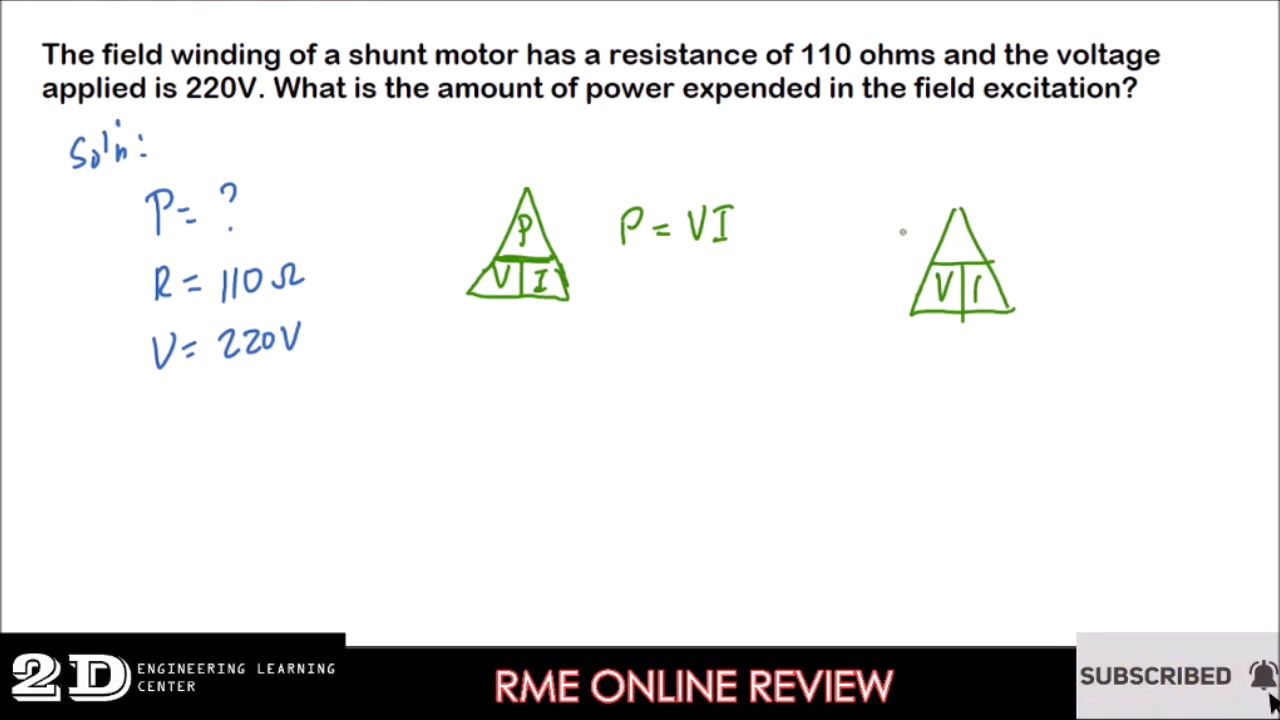 The field winding of a shunt motor has a resistance of 110 ohms and the voltage
applied is 220V. What is the amount of power expended in the field excitation?
Sol'n:
P = ?
R = 110 Ω
V = 220V
P
V I
P = VI
V I
2D
ENGINEERING LEARNING
CENTER
RME ONLINE REVIEW
SUBSCRIBED